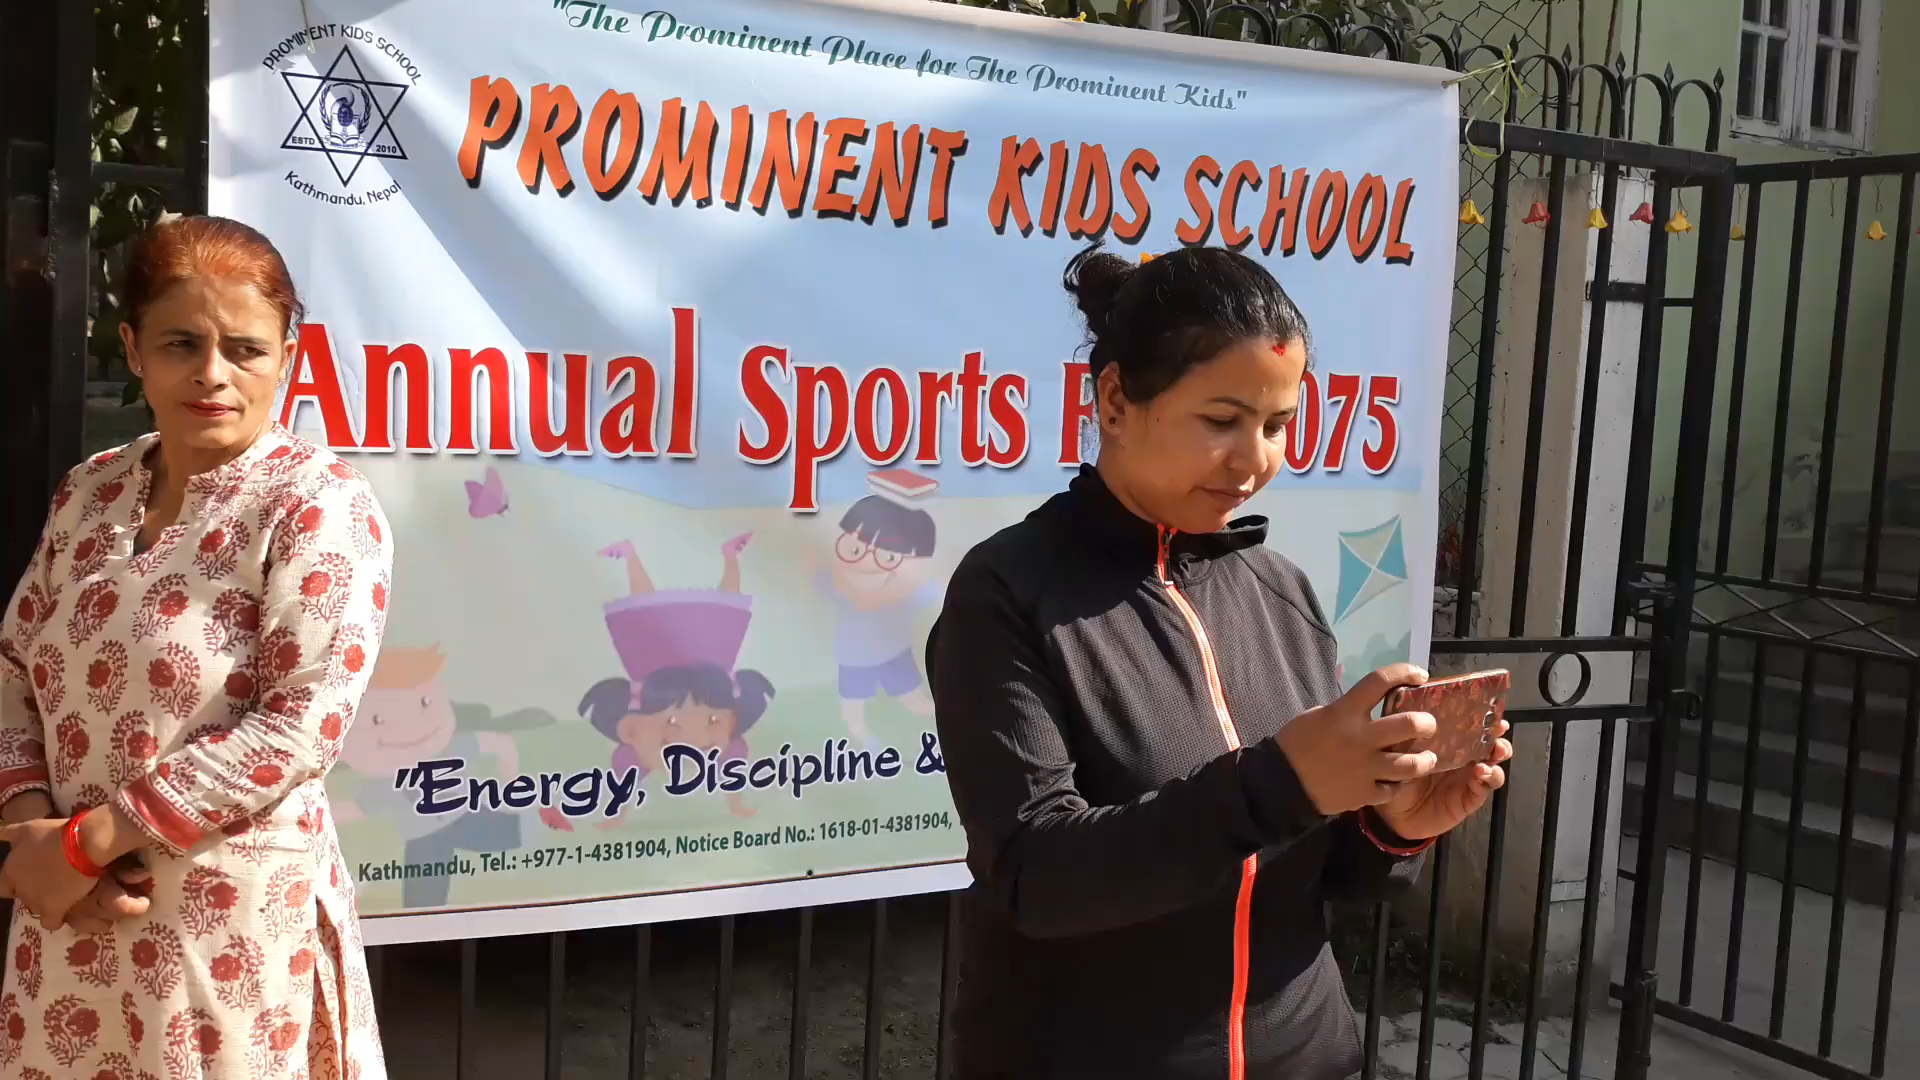 "The Prominent Place for The Prominent Kids"
PROMINENT KIDS SCHOOL
ESTD 2010
Kathmandu, Nepal
PROMINENT KIDS SCHOOL
Annual Sports F 075
"Energy, Discipline &
Kathmandu, Tel.: +977-1-4381904, Notice Board No.: 1618-01-4381904,